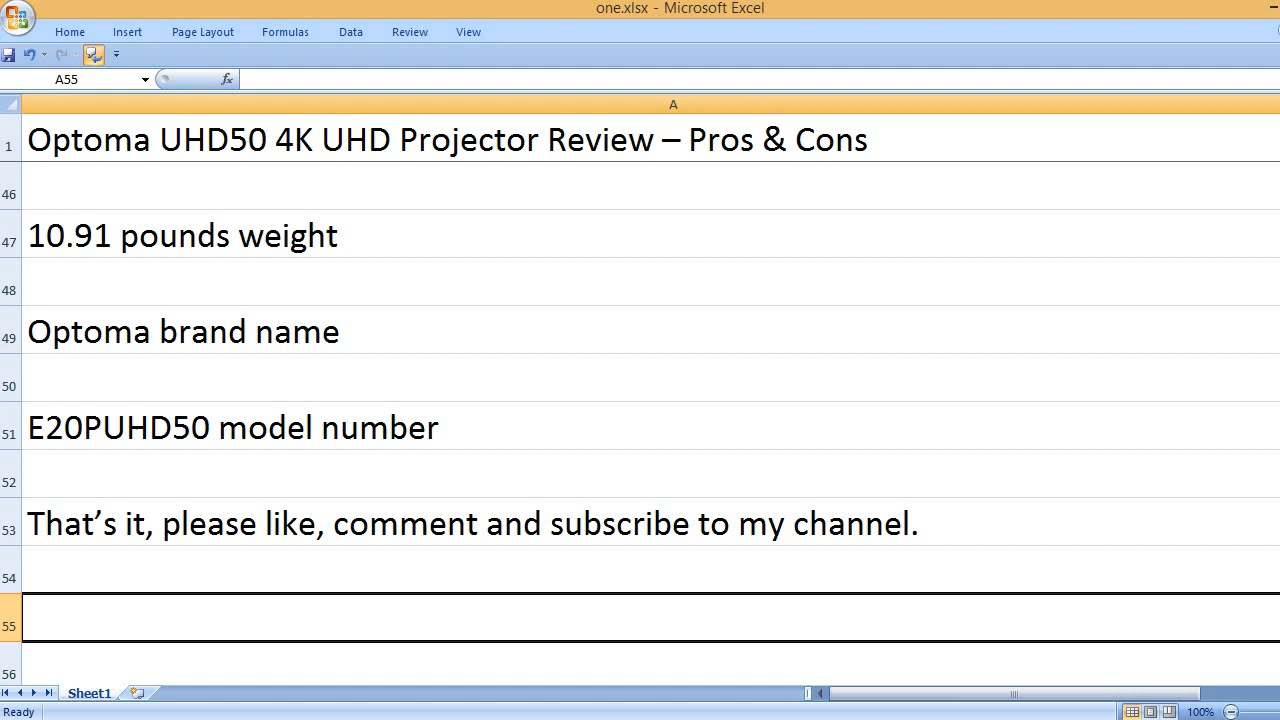 one.xlsx - Microsoft Excel
Home Insert Page Layout Formulas Data Review View
A55 fx
A
1 Optoma UHD50 4K UHD Projector Review – Pros & Cons
46
47 10.91 pounds weight
48
49 Optoma brand name
50
51 E20PUHD50 model number
52
53 That’s it, please like, comment and subscribe to my channel.
54
55
56
Sheet1
Ready 100%